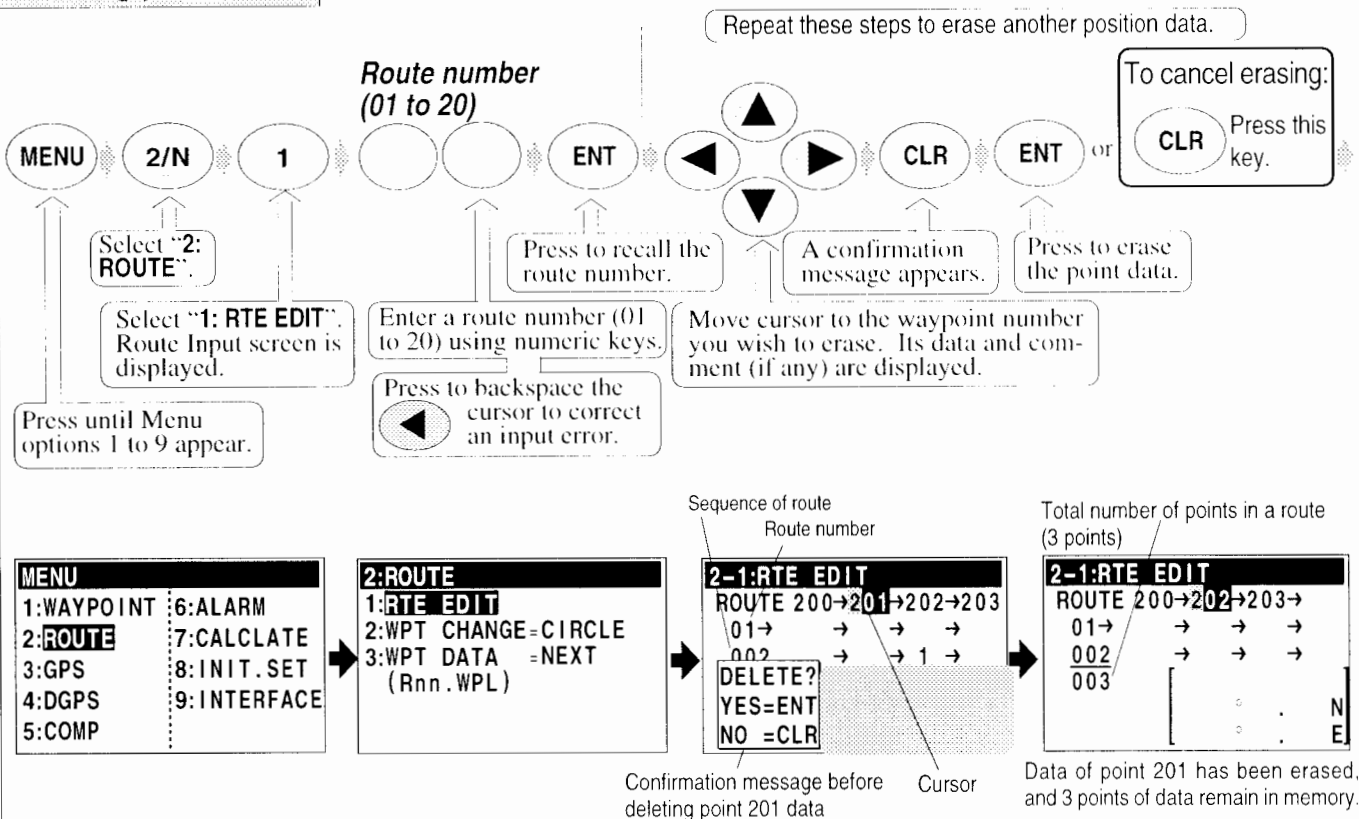 Repeat these steps to erase another position data.
Route number
(01 to 20)
To cancel erasing:
CLR
Press this
key.
MENU
2/N
1
ENT
◀
▲
▼
▶
CLR
ENT
or
Select “2:
ROUTE”.
Press to recall the
route number.
A confirmation
message appears.
Press to erase
the point data.
Select “1: RTE EDIT”.
Route Input screen is
displayed.
Enter a route number (01
to 20) using numeric keys.
Move cursor to the waypoint number
you wish to erase. Its data and com-
ment (if any) are displayed.
Press to backspace the
◀ cursor to correct
an input error.
Press until Menu
options 1 to 9 appear.
Sequence of route
Route number
Total number of points in a route
(3 points)
MENU
1:WAYPOINT 6:ALARM
2:ROUTE 7:CALCLATE
3:GPS 8:INIT.SET
4:DGPS 9:INTERFACE
5:COMP
2:ROUTE
1:RTE EDIT
2:WPT CHANGE=CIRCLE
3:WPT DATA =NEXT
(Rnn.WPL)
2-1:RTE EDIT
ROUTE 200→201→202→203
01→ → → →
002 → → 1 →
DELETE?
YES=ENT
NO =CLR
2-1:RTE EDIT
ROUTE 200→202→203→
01→ → → →
002 → → →
003
[ ° . N
° . E]
Confirmation message before
deleting point 201 data
Cursor
Data of point 201 has been erased,
and 3 points of data remain in memory.